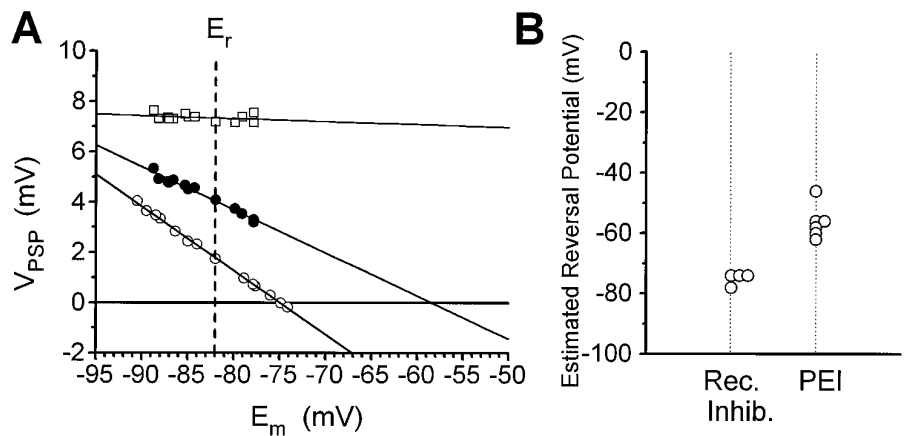 A
E_r
10
8
6
4
2
0
-2
V_PSP (mV)
-95 -90 -85 -80 -75 -70 -65 -60 -55 -50
E_m (mV)
B
Estimated Reversal Potential (mV)
0
-20
-40
-60
-80
-100
Rec. Inhib.
PEI